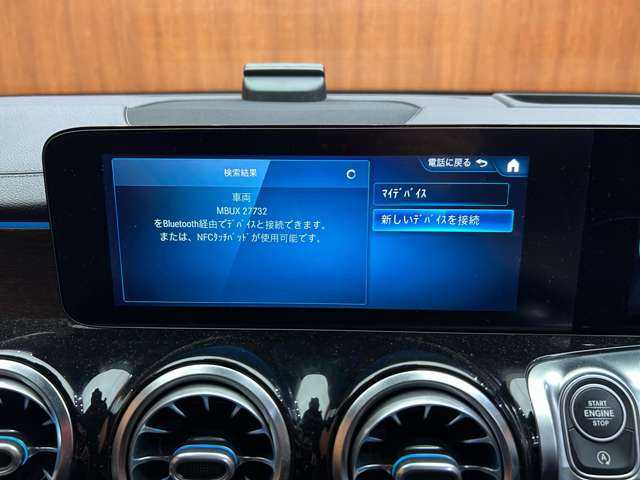 電話に戻る
検索結果
車両
MBUX 27732
をBluetooth経由でﾃﾞﾊﾞｲｽと接続できます。
または、NFCﾀｯﾁﾊﾟｯﾄﾞが使用可能です。
ﾏｲﾃﾞﾊﾞｲｽ
新しいﾃﾞﾊﾞｲｽを接続
START
ENGINE
STOP
A